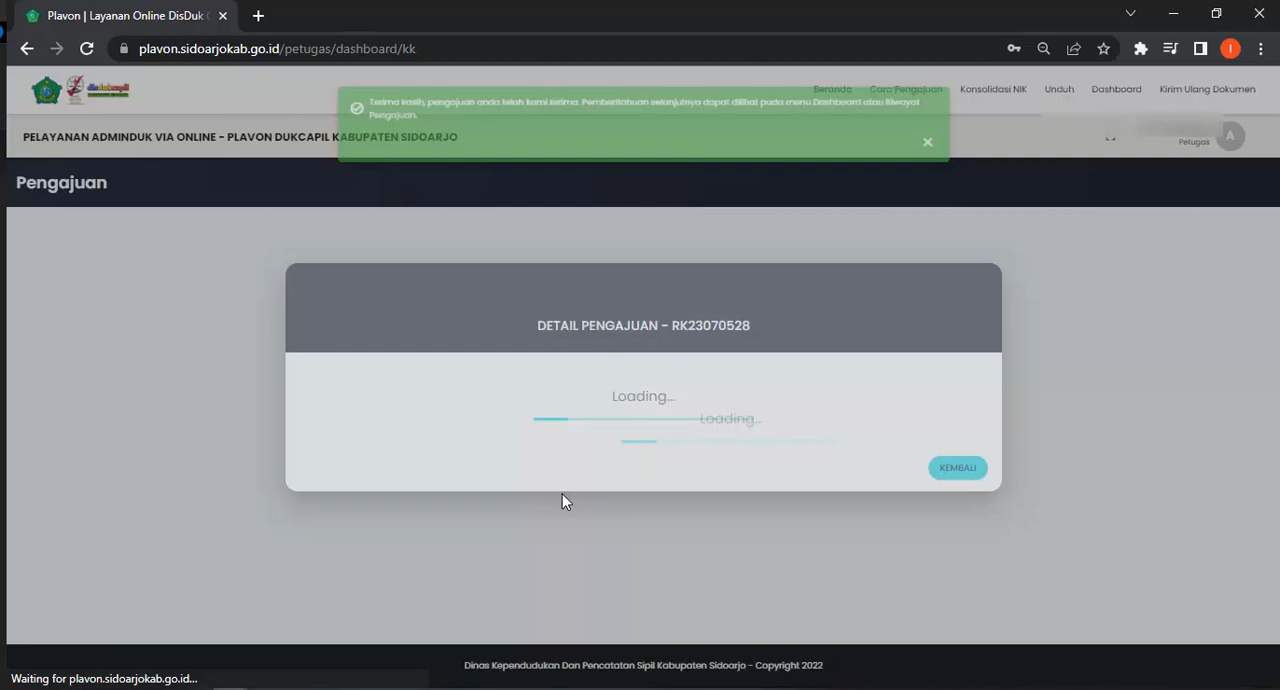 Plavon | Layanan Online DisDuk C
plavon.sidoarjokab.go.id/petugas/dashboard/kk
I
disdukcapil
Beranda Cara Pengajuan Konsolidasi NIK Unduh Dashboard Kirim Ulang Dokumen
Terima kasih, pengajuan anda telah kami terima. Pemberitahuan selanjutnya dapat dilihat pada menu Dashboard atau Riwayat
Pengajuan.
PELAYANAN ADMINDUK VIA ONLINE - PLAVON DUKCAPIL KABUPATEN SIDOARJO
Petugas A
Pengajuan
DETAIL PENGAJUAN - RK23070528
Loading...
Loading...
KEMBALI
Dinas Kependudukan Dan Pencatatan Sipil Kabupaten Sidoarjo - Copyright 2022
Waiting for plavon.sidoarjokab.go.id...